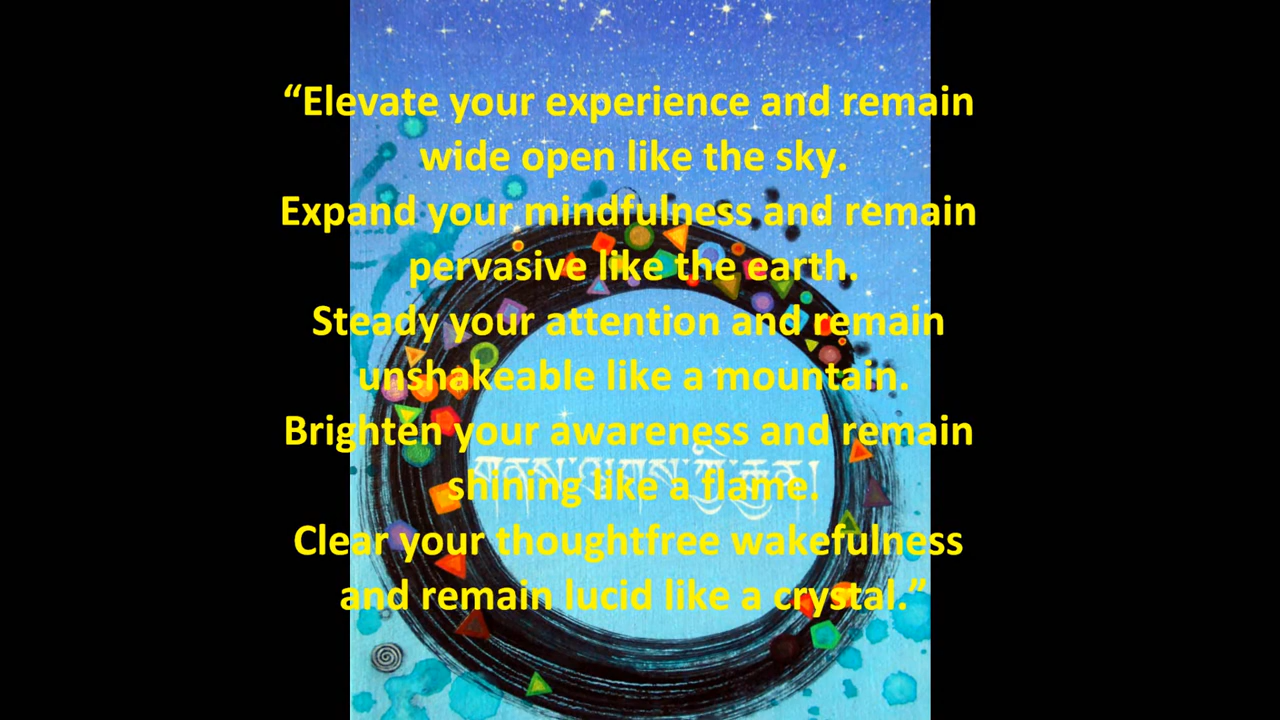 “Elevate your experience and remain
wide open like the sky.
Expand your mindfulness and remain
pervasive like the earth.
Steady your attention and remain
unshakeable like a mountain.
Brighten your awareness and remain
shining like a flame.
Clear your thoughtfree wakefulness
and remain lucid like a crystal.”